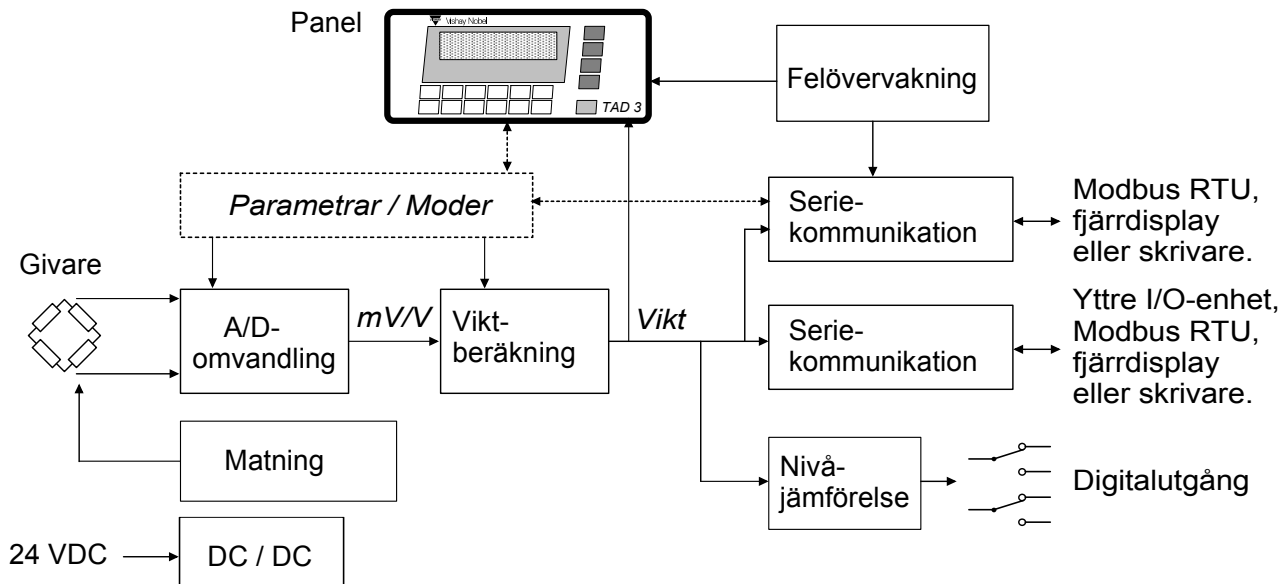 Panel
Vishay Nobel
TAD 3
Felövervakning
Parametrar / Moder
Serie-
kommunikation
Modbus RTU,
fjärrdisplay
eller skrivare.
Givare
A/D-
omvandling
mV/V
Vikt-
beräkning
Vikt
Serie-
kommunikation
Yttre I/O-enhet,
Modbus RTU,
fjärrdisplay
eller skrivare.
Matning
Nivå-
jämförelse
Digitalutgång
24 VDC
DC / DC